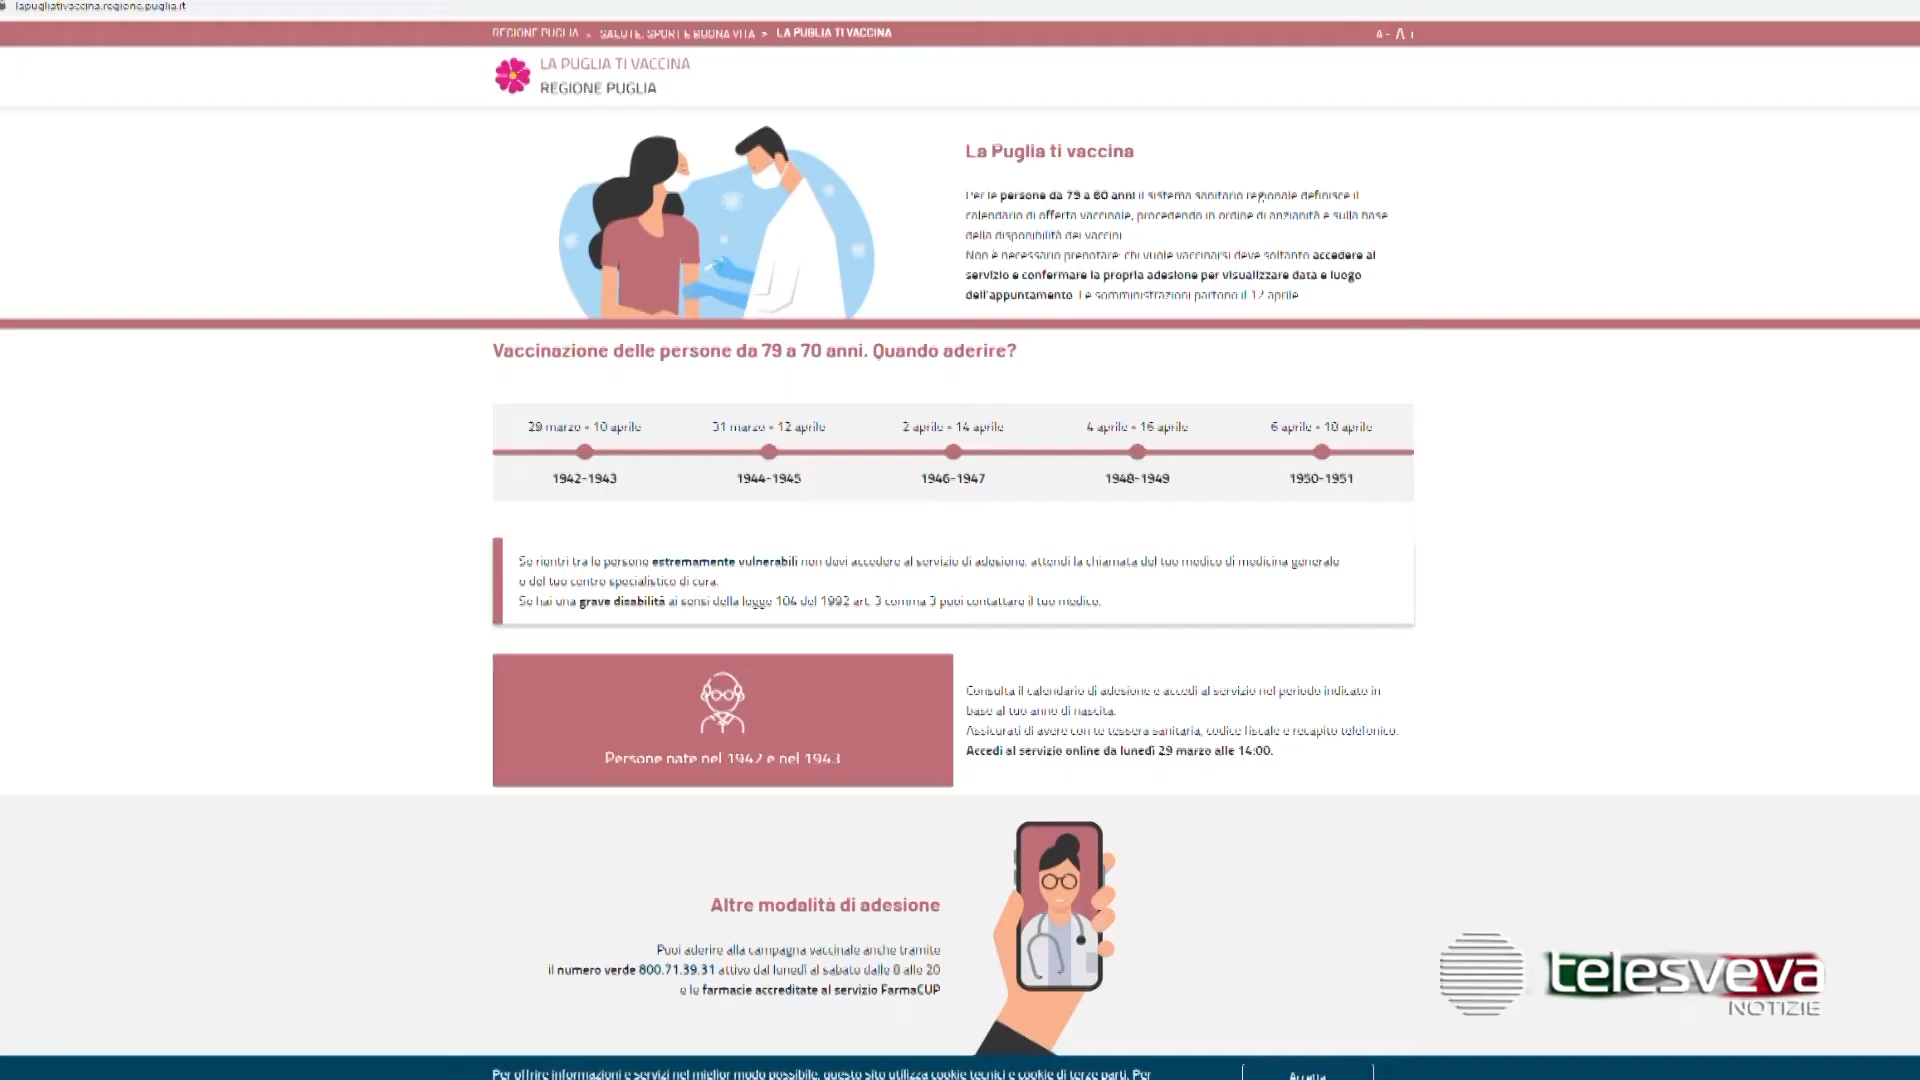 lapugliativaccina.regione.puglia.it
REGIONE PUGLIA > SALUTE, SPORT E BUONA VITA > LA PUGLIA TI VACCINA
A- A+
LA PUGLIA TI VACCINA
REGIONE PUGLIA
La Puglia ti vaccina
Per le persone da 79 a 60 anni il sistema sanitario regionale definisce il
calendario di offerta vaccinale, procedendo in ordine di anzianità e sulla base
della disponibilità dei vaccini.
Non è necessario prenotare: chi vuole vaccinarsi deve soltanto accedere al
servizio e confermare la propria adesione per visualizzare data e luogo
dell'appuntamento. Le somministrazioni partono il 12 aprile.
Vaccinazione delle persone da 79 a 70 anni. Quando aderire?
29 marzo - 10 aprile
31 marzo - 12 aprile
2 aprile - 14 aprile
4 aprile - 16 aprile
6 aprile - 18 aprile
1942-1943
1944-1945
1946-1947
1948-1949
1950-1951
Se rientri tra le persone estremamente vulnerabili non devi accedere al servizio di adesione, attendi la chiamata del tuo medico di medicina generale
o del tuo centro specialistico di cura.
Se hai una grave disabilità ai sensi della legge 104 del 1992 art. 3 comma 3 puoi contattare il tuo medico.
Persone nate nel 1942 e nel 1943
Consulta il calendario di adesione e accedi al servizio nel periodo indicato in
base al tuo anno di nascita.
Assicurati di avere con te tessera sanitaria, codice fiscale e recapito telefonico.
Accedi al servizio online da lunedì 29 marzo alle 14:00.
Altre modalità di adesione
Puoi aderire alla campagna vaccinale anche tramite
il numero verde 800.71.39.31 attivo dal lunedì al sabato dalle 8 alle 20
e le farmacie accreditate al servizio FarmaCUP
telesveva
NOTIZIE
Per offrire informazioni e servizi nel miglior modo possibile, questo sito utilizza cookie tecnici e cookie di terze parti. Per
Accetta